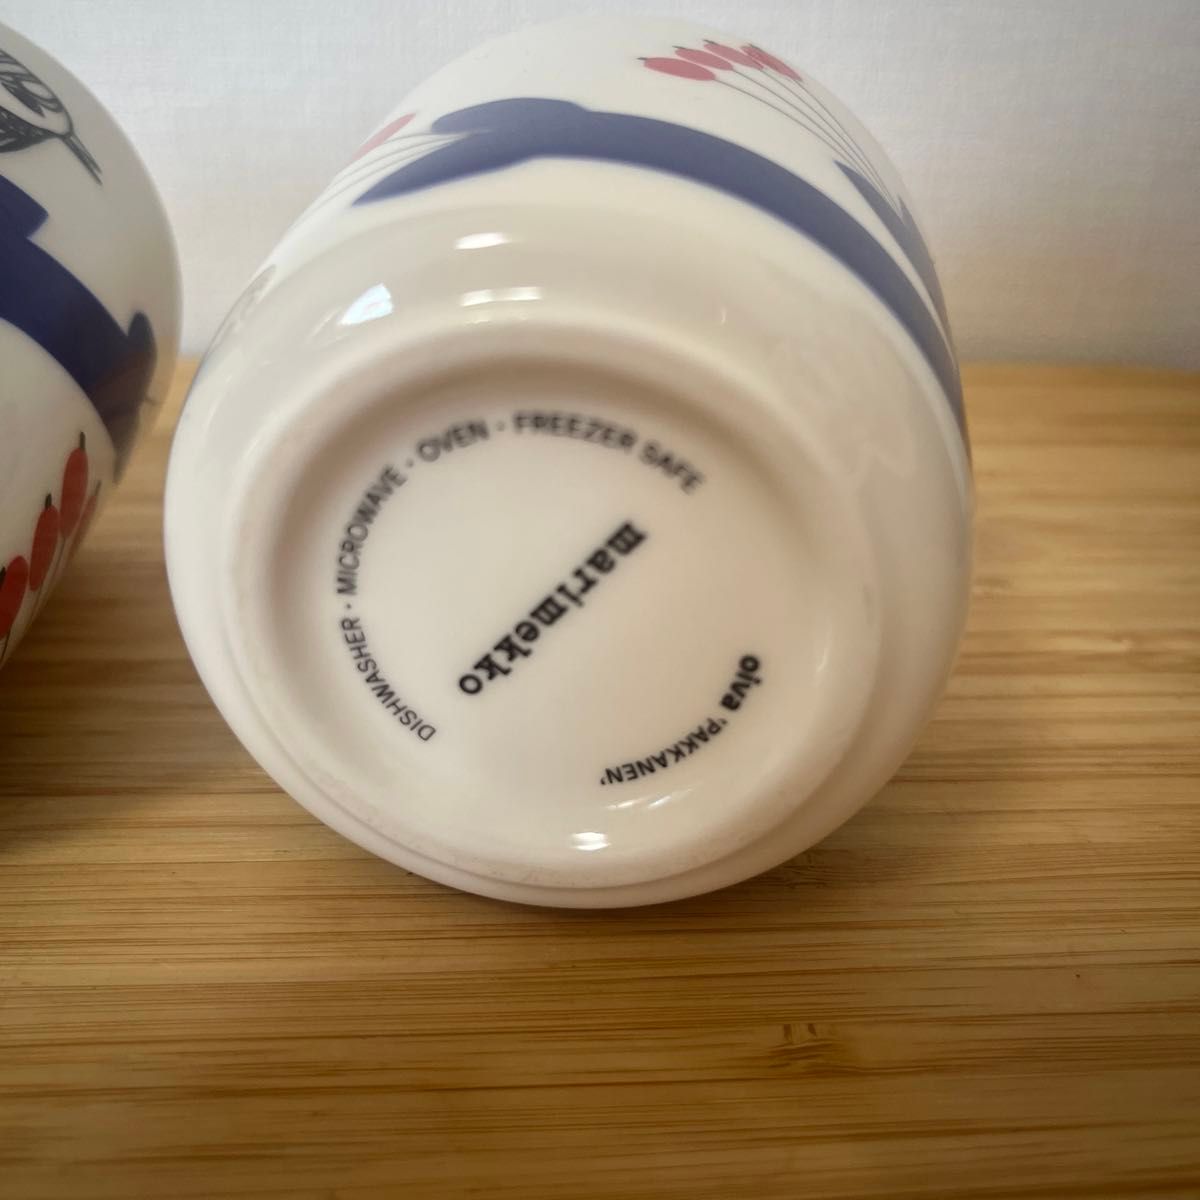 DISHWASHER · MICROWAVE · OVEN · FREEZER SAFE
marimekko
oiva 'PAKKANEN'